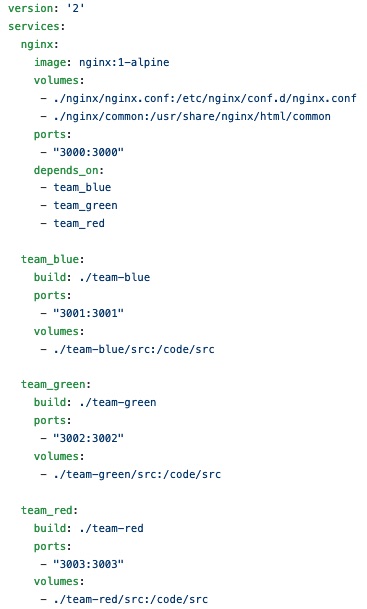 version: '2'
services:
  nginx:
    image: nginx:1-alpine
    volumes:
     - ./nginx/nginx.conf:/etc/nginx/conf.d/nginx.conf
     - ./nginx/common:/usr/share/nginx/html/common
    ports:
     - "3000:3000"
    depends_on:
     - team_blue
     - team_green
     - team_red

  team_blue:
    build: ./team-blue
    ports:
     - "3001:3001"
    volumes:
     - ./team-blue/src:/code/src

  team_green:
    build: ./team-green
    ports:
     - "3002:3002"
    volumes:
     - ./team-green/src:/code/src

  team_red:
    build: ./team-red
    ports:
     - "3003:3003"
    volumes:
     - ./team-red/src:/code/src